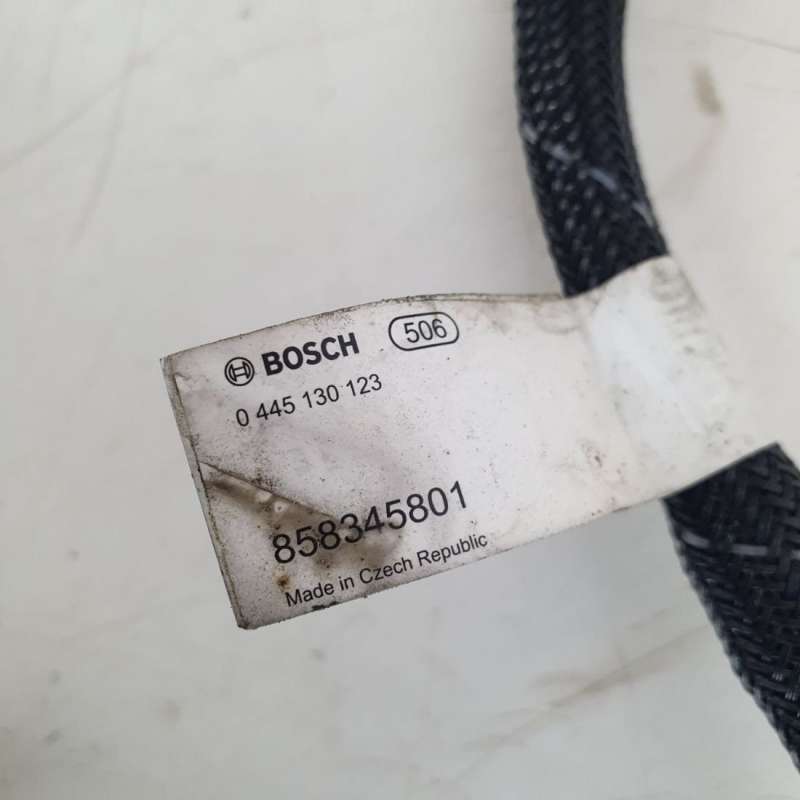 BOSCH 506
0 445 130 123
858345801
Made in Czech Republic